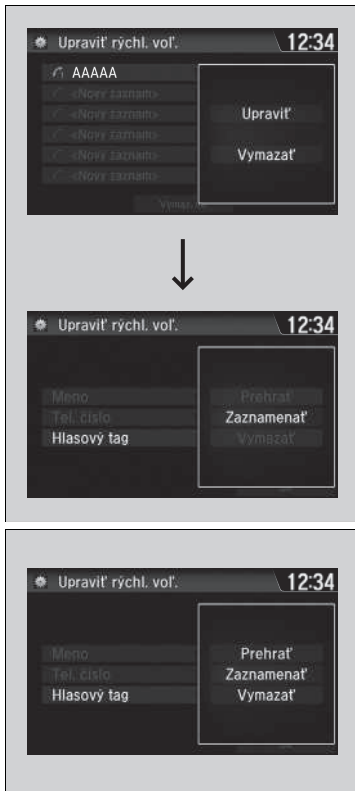 Upraviť rýchl. voľ. 12:34
AAAAA
<Nový záznam>
<Nový záznam>
<Nový záznam>
<Nový záznam>
<Nový záznam>
Upraviť
Vymazať
Upraviť rýchl. voľ. 12:34
Meno
Tel. číslo
Hlasový tag
Prehrať
Zaznamenať
Vymazať
Upraviť rýchl. voľ. 12:34
Meno
Tel. číslo
Hlasový tag
Prehrať
Zaznamenať
Vymazať